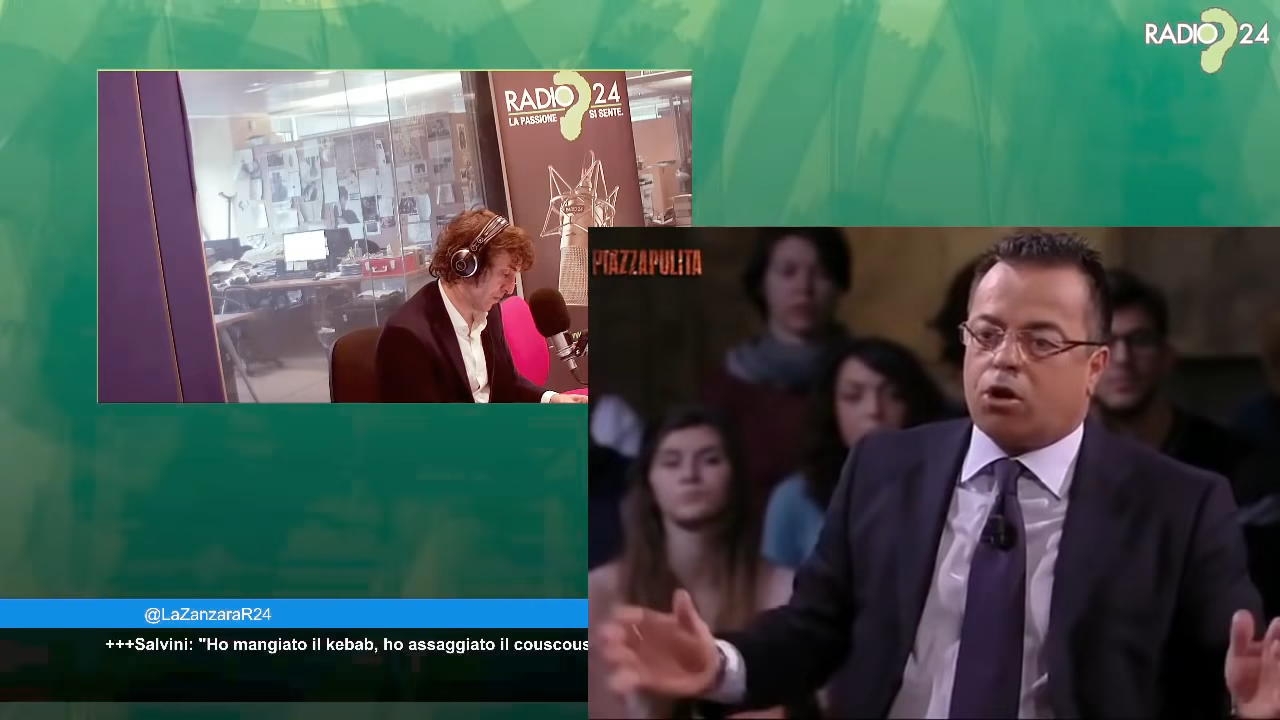 RADIO 24
RADIO 24
LA PASSIONE SI SENTE.
PIAZZAPULITA
@LaZanzaraR24
+++Salvini: "Ho mangiato il kebab, ho assaggiato il couscous